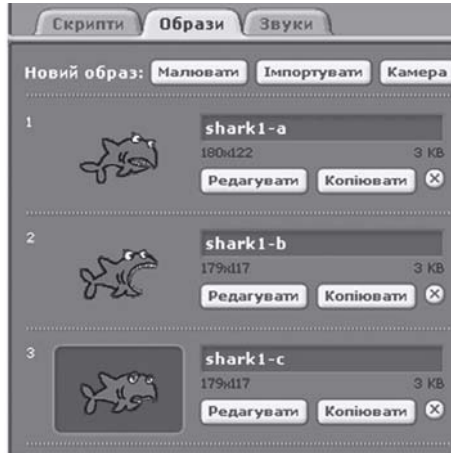 Скрипти Образи Звуки
Новий образ: Малювати Імпортувати Камера
1
shark1-a
180x122 3 KB
Редагувати Копіювати
2
shark1-b
179x117 3 KB
Редагувати Копіювати
3
shark1-c
179x117 3 KB
Редагувати Копіювати